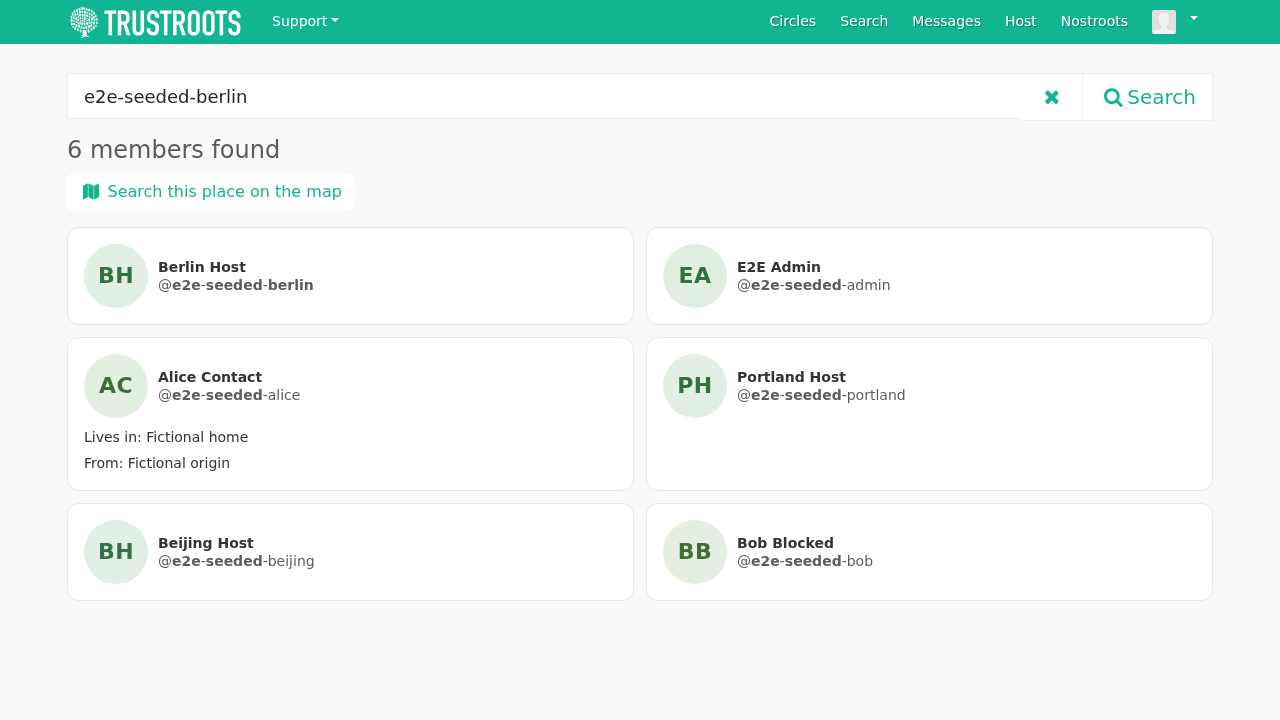 TRUSTROOTS Support Circles Search Messages Host Nostroots
e2e-seeded-berlin Search
6 members found
Search this place on the map
BH Berlin Host
@e2e-seeded-berlin
EA E2E Admin
@e2e-seeded-admin
AC Alice Contact
@e2e-seeded-alice
Lives in: Fictional home
From: Fictional origin
PH Portland Host
@e2e-seeded-portland
BH Beijing Host
@e2e-seeded-beijing
BB Bob Blocked
@e2e-seeded-bob